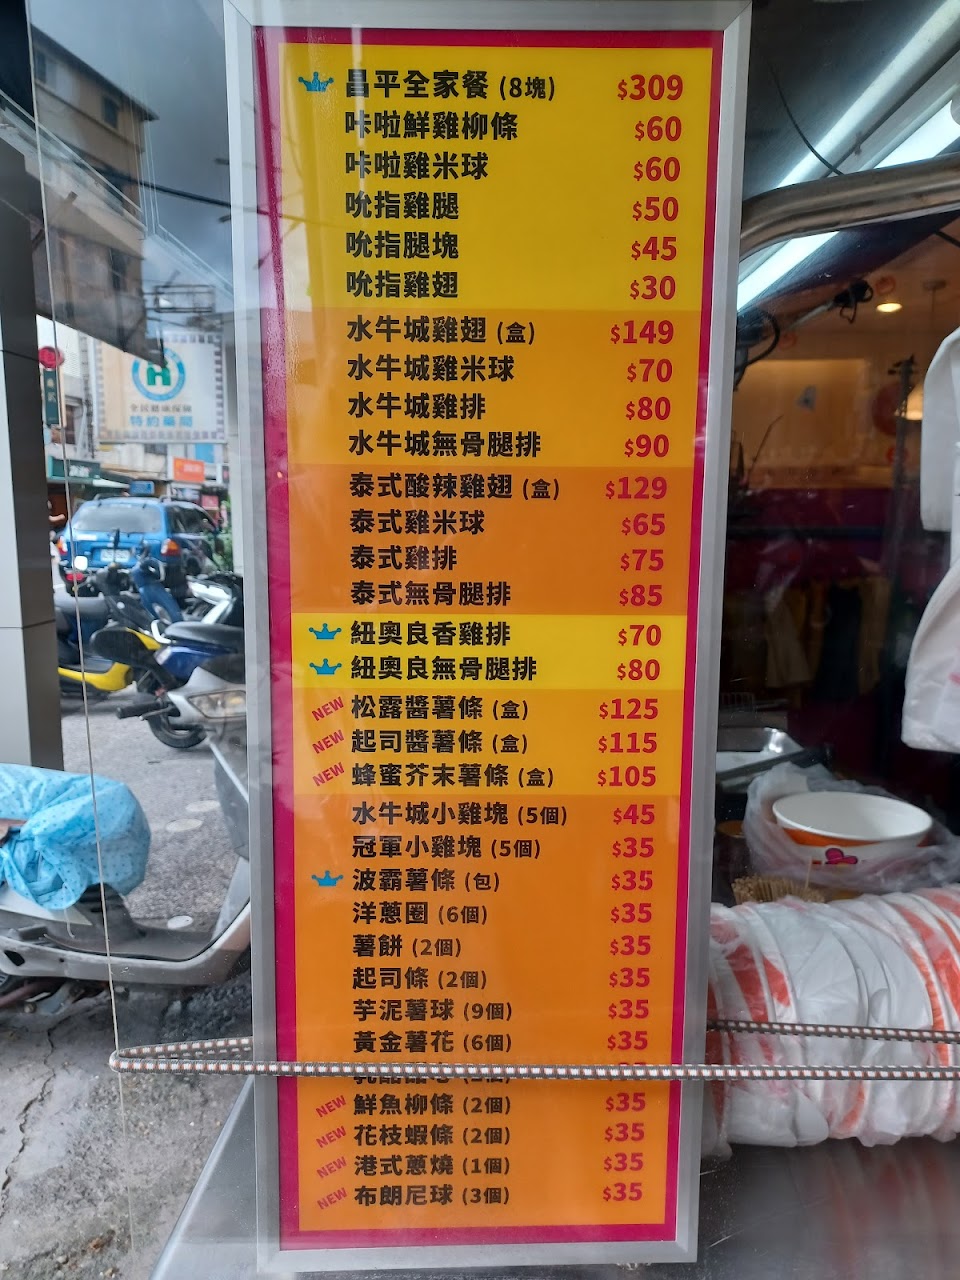 昌平全家餐 (8塊) $309
咔啦鮮雞柳條 $60
咔啦雞米球 $60
吮指雞腿 $50
吮指腿塊 $45
吮指雞翅 $30
水牛城雞翅 (盒) $149
水牛城雞米球 $70
水牛城雞排 $80
水牛城無骨腿排 $90
泰式酸辣雞翅 (盒) $129
泰式雞米球 $65
泰式雞排 $75
泰式無骨腿排 $85
紐奧良香雞排 $70
紐奧良無骨腿排 $80
NEW 松露醬薯條 (盒) $125
NEW 起司醬薯條 (盒) $115
NEW 蜂蜜芥末薯條 (盒) $105
水牛城小雞塊 (5個) $45
冠軍小雞塊 (5個) $35
波霸薯條 (包) $35
洋蔥圈 (6個) $35
薯餅 (2個) $35
起司條 (2個) $35
芋泥薯球 (9個) $35
黃金薯花 (6個) $35
NEW 鮮魚柳條 (2個) $35
NEW 花枝蝦條 (2個) $35
NEW 港式蔥燒 (1個) $35
NEW 布朗尼球 (3個) $35
全民健康保險
特約藥局